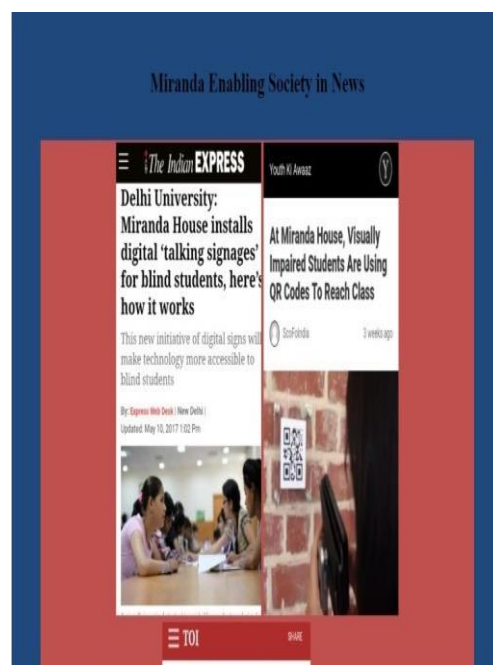 Miranda Enabling Society in News
The Indian EXPRESS
Delhi University:
Miranda House installs
digital ‘talking signages’
for blind students, here's
how it works
This new initiative of digital signs will
make technology more accessible to
blind students
By: Express Web Desk | New Delhi |
Updated: May 10, 2017 1:02 Pm
Youth Ki Awaaz
Y
At Miranda House, Visually
Impaired Students Are Using
QR Codes To Reach Class
3 weeks ago
TOI
SHARE